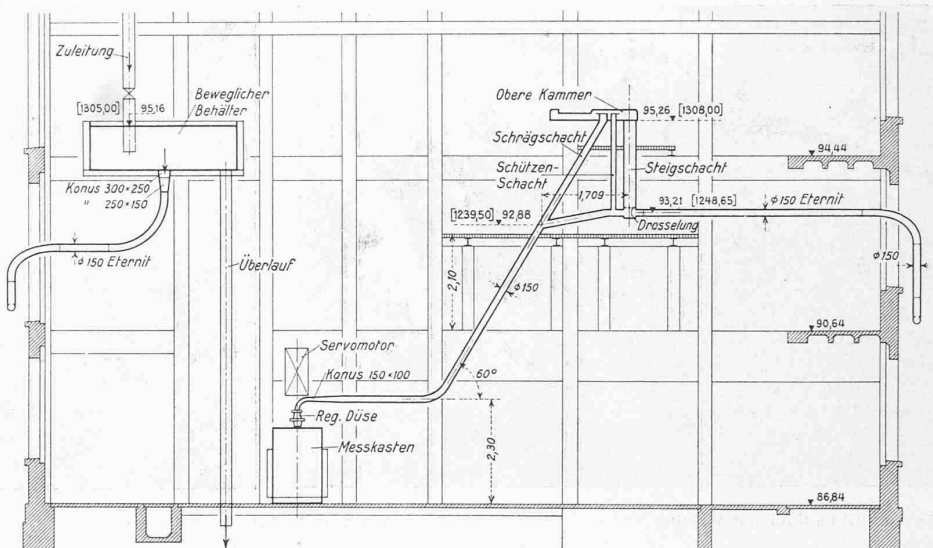 Zuleitung
[1305,00] 95,16
Beweglicher
Behälter
Konus 300×250
" 250×150
ø 150 Eternit
Überlauf
Obere Kammer
95,26 [1308,00]
Schrägschacht
Schützen-
Schacht
Steigschacht
1,709
[1239,50] 92,88
93,21 [1248,65]
Drosselung
ø 150 Eternit
ø 150
94,44
2,10
ø150
90,64
Servomotor
Konus 150×100
60°
Reg. Düse
Messkasten
2,30
86,84